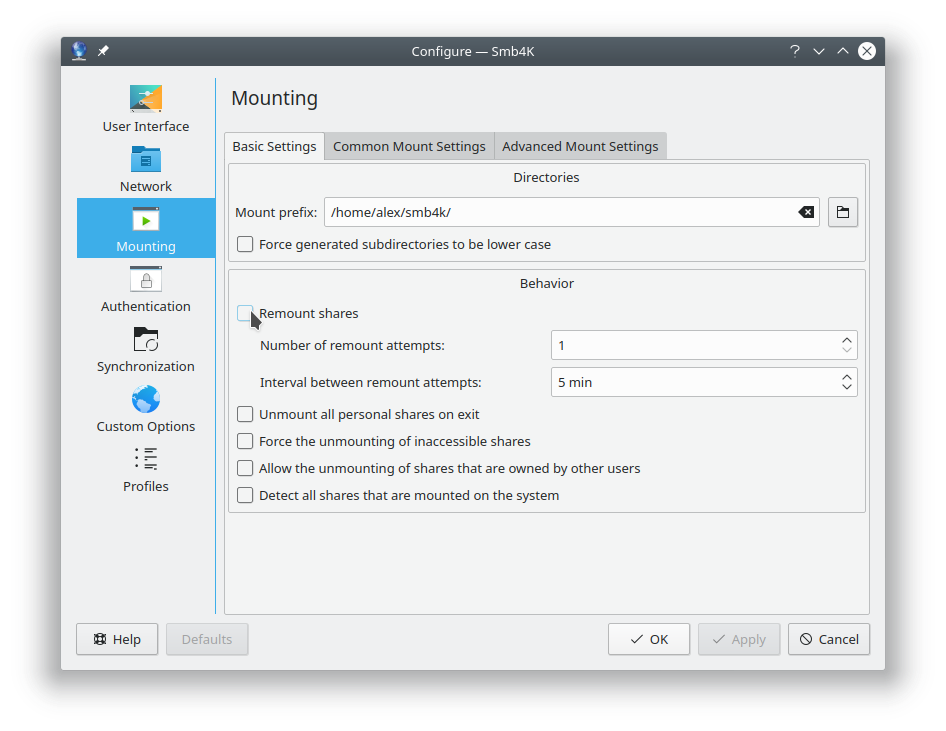 Configure — Smb4K
?
User Interface
Network
Mounting
Authentication
Synchronization
Custom Options
Profiles
Mounting
Basic Settings
Common Mount Settings
Advanced Mount Settings
Directories
Mount prefix: /home/alex/smb4k/
Force generated subdirectories to be lower case
Behavior
Remount shares
Number of remount attempts: 1
Interval between remount attempts: 5 min
Unmount all personal shares on exit
Force the unmounting of inaccessible shares
Allow the unmounting of shares that are owned by other users
Detect all shares that are mounted on the system
Help
Defaults
OK
Apply
Cancel